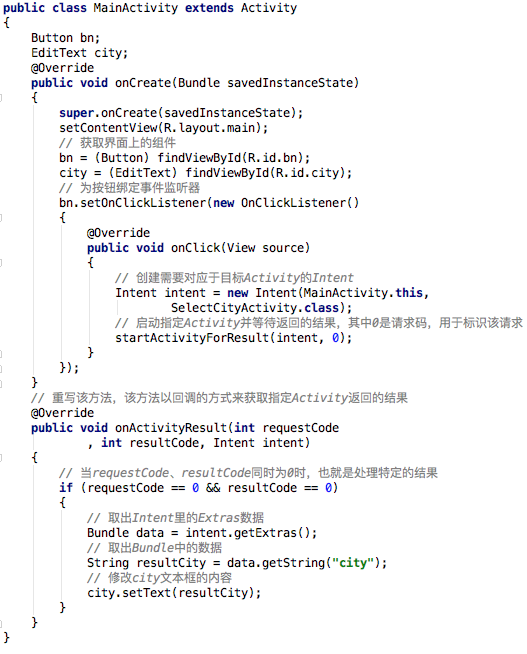 public class MainActivity extends Activity
{
    Button bn;
    EditText city;
    @Override
    public void onCreate(Bundle savedInstanceState)
    {
        super.onCreate(savedInstanceState);
        setContentView(R.layout.main);
        // 获取界面上的组件
        bn = (Button) findViewById(R.id.bn);
        city = (EditText) findViewById(R.id.city);
        // 为按钮绑定事件监听器
        bn.setOnClickListener(new OnClickListener()
        {
            @Override
            public void onClick(View source)
            {
                // 创建需要对应于目标Activity的Intent
                Intent intent = new Intent(MainActivity.this,
                        SelectCityActivity.class);
                // 启动指定Activity并等待返回的结果，其中0是请求码，用于标识该请求
                startActivityForResult(intent, 0);
            }
        });
    }
    // 重写该方法，该方法以回调的方式来获取指定Activity返回的结果
    @Override
    public void onActivityResult(int requestCode
            , int resultCode, Intent intent)
    {
        // 当requestCode、resultCode同时为0时，也就是处理特定的结果
        if (requestCode == 0 && resultCode == 0)
        {
            // 取出Intent里的Extras数据
            Bundle data = intent.getExtras();
            // 取出Bundle中的数据
            String resultCity = data.getString("city");
            // 修改city文本框的内容
            city.setText(resultCity);
        }
    }
}